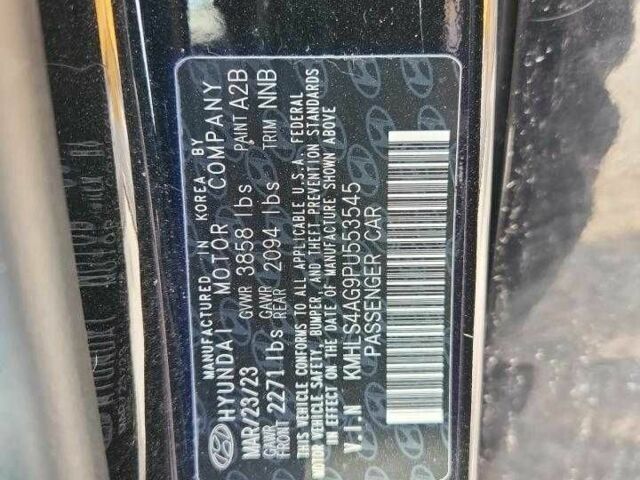 MANUFACTURED IN KOREA BY
HYUNDAI MOTOR COMPANY
MAR/23/23 GVWR 3858 lbs PAINT A2B
GAWR FRONT 2271lbs GAWR REAR 2094 lbs TRIM NNB
THIS VEHICLE CONFORMS TO ALL APPLICABLE U.S.A. FEDERAL
MOTOR VEHICLE SAFETY, BUMPER, AND THEFT PREVENTION STANDARDS
IN EFFECT ON THE DATE OF MANUFACTURE SHOWN ABOVE
V.I.N KMHLS4AG9PU553545
PASSENGER CAR